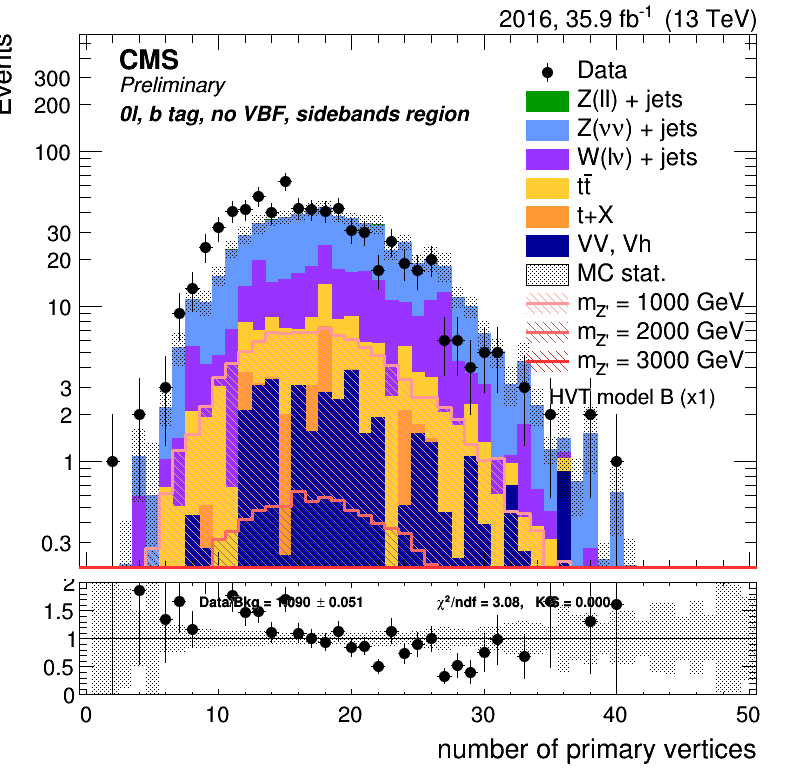 2016, 35.9 fb⁻¹ (13 TeV)
Events
CMS
Preliminary
0l, b tag, no VBF, sidebands region
Data
Z(ll) + jets
Z(νν) + jets
W(lν) + jets
tt̄
t+X
VV, Vh
MC stat.
m_Z' = 1000 GeV
m_Z' = 2000 GeV
m_Z' = 3000 GeV
HVT model B (x1)
300
200
100
30
20
10
3
2
1
0.3
Data/Bkg = 1.090 ± 0.051
χ²/ndf = 3.08, K-S = 0.000
2
1.5
1
0.5
0
0 10 20 30 40 50
number of primary vertices